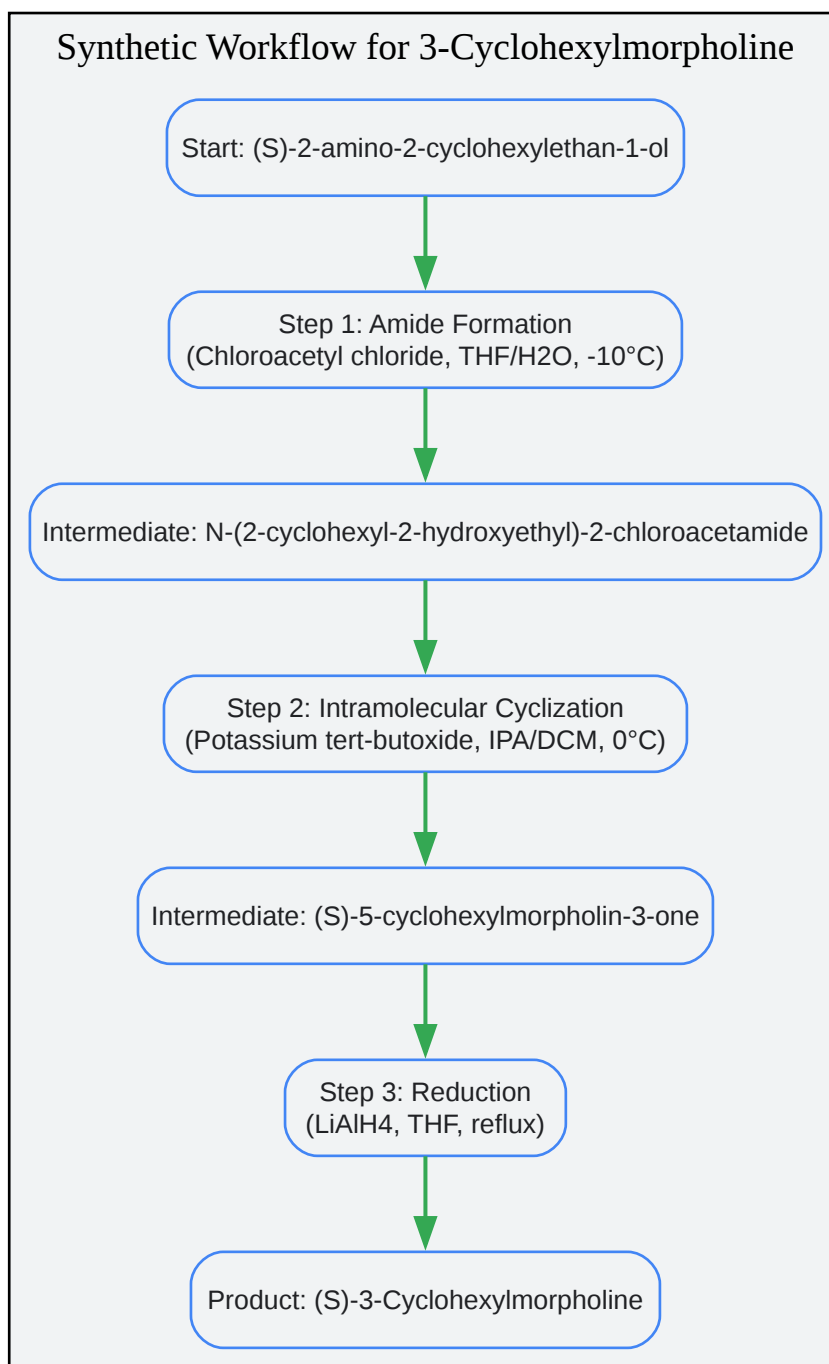 Synthetic Workflow for 3-Cyclohexylmorpholine
Start: (S)-2-amino-2-cyclohexylethan-1-ol
Step 1: Amide Formation
(Chloroacetyl chloride, THF/H2O, -10°C)
Intermediate: N-(2-cyclohexyl-2-hydroxyethyl)-2-chloroacetamide
Step 2: Intramolecular Cyclization
(Potassium tert-butoxide, IPA/DCM, 0°C)
Intermediate: (S)-5-cyclohexylmorpholin-3-one
Step 3: Reduction
(LiAlH4, THF, reflux)
Product: (S)-3-Cyclohexylmorpholine